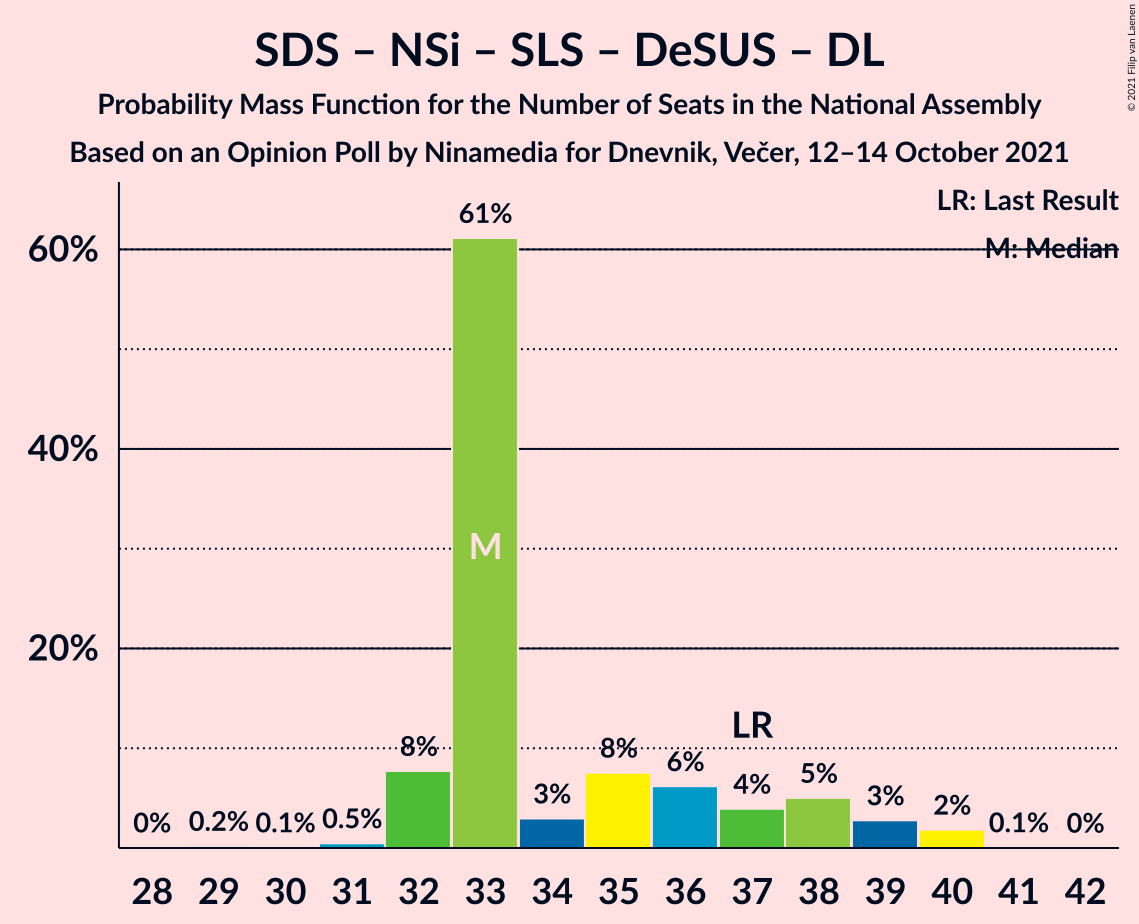 SDS – NSi – SLS – DeSUS – DL
Probability Mass Function for the Number of Seats in the National Assembly
Based on an Opinion Poll by Ninamedia for Dnevnik, Večer, 12–14 October 2021
© 2021 Filip van Laenen
LR: Last Result
M: Median
60%
40%
20%
0% 0.2% 0.1% 0.5% 8% 61% 3% 8% 6% 4% 5% 3% 2% 0.1% 0%
M
LR
28 29 30 31 32 33 34 35 36 37 38 39 40 41 42